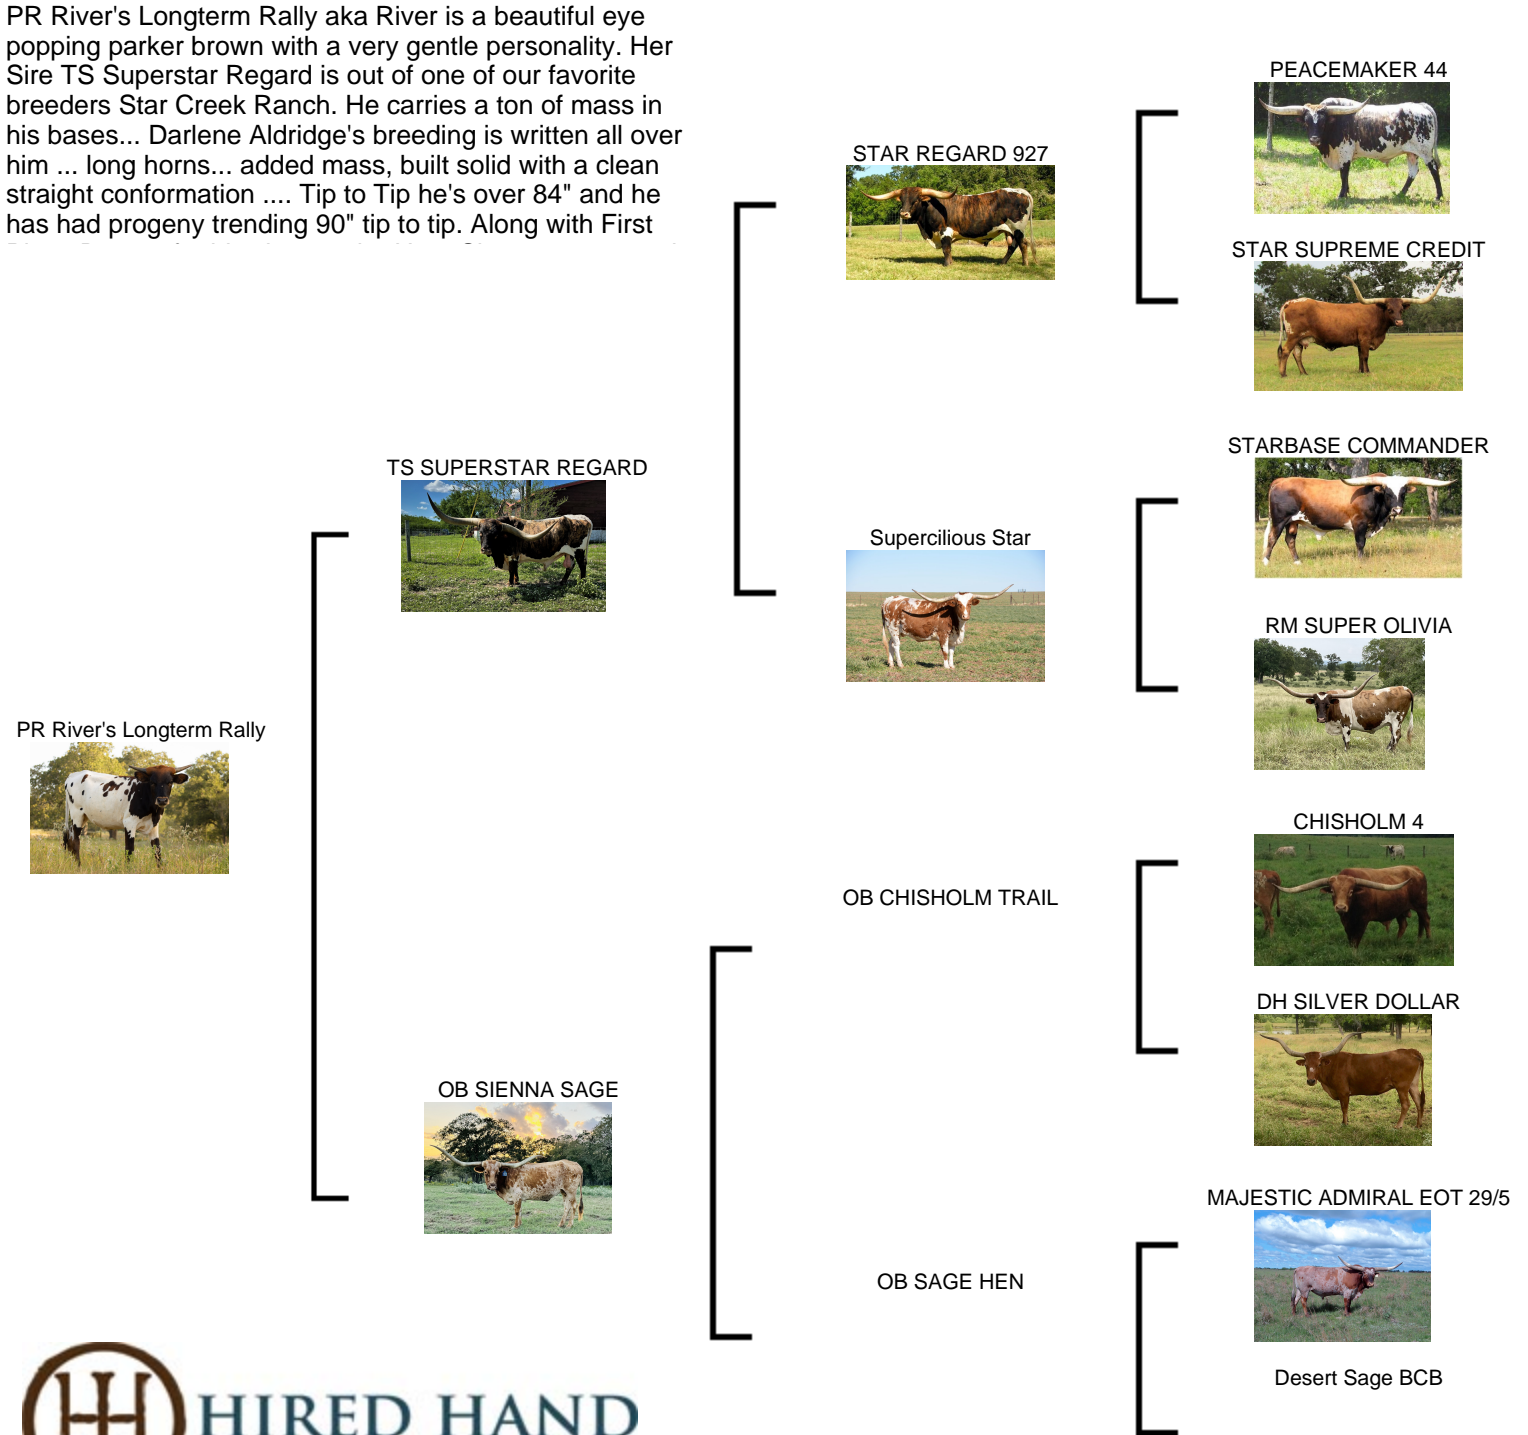 PR River's Longterm Rally aka River is a beautiful eye
popping parker brown with a very gentle personality. Her
Sire TS Superstar Regard is out of one of our favorite
breeders Star Creek Ranch. He carries a ton of mass in
his bases... Darlene Aldridge's breeding is written all over
him ... long horns... added mass, built solid with a clean
straight conformation .... Tip to Tip he's over 84" and he
has had progeny trending 90" tip to tip. Along with First
PEACEMAKER 44
STAR REGARD 927
STAR SUPREME CREDIT
STARBASE COMMANDER
TS SUPERSTAR REGARD
Supercilious Star
RM SUPER OLIVIA
PR River's Longterm Rally
CHISHOLM 4
OB CHISHOLM TRAIL
DH SILVER DOLLAR
OB SIENNA SAGE
MAJESTIC ADMIRAL EOT 29/5
OB SAGE HEN
Desert Sage BCB
HIRED HAND